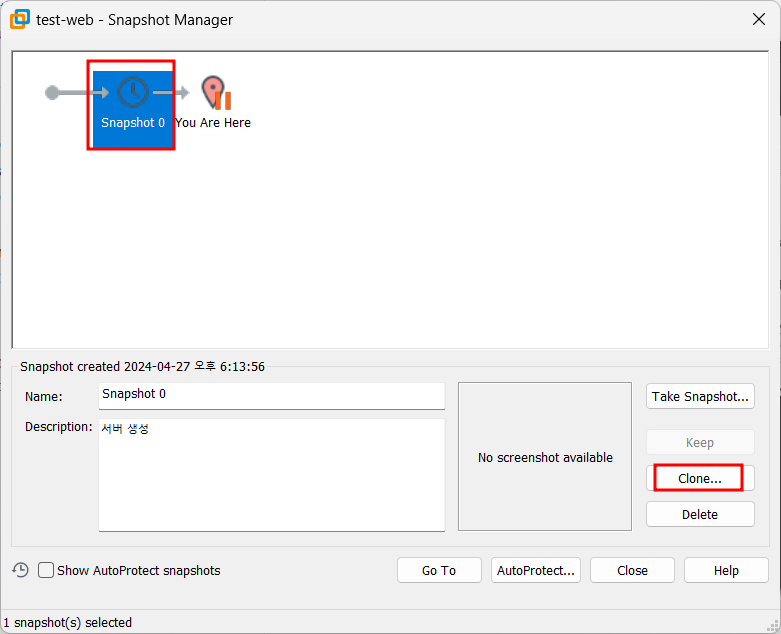 test-web - Snapshot Manager
Snapshot 0
You Are Here
Snapshot created 2024-04-27 오후 6:13:56
Name:
Snapshot 0
Take Snapshot...
Description:
서버 생성
No screenshot available
Keep
Clone...
Delete
Show AutoProtect snapshots
Go To
AutoProtect...
Close
Help
1 snapshot(s) selected